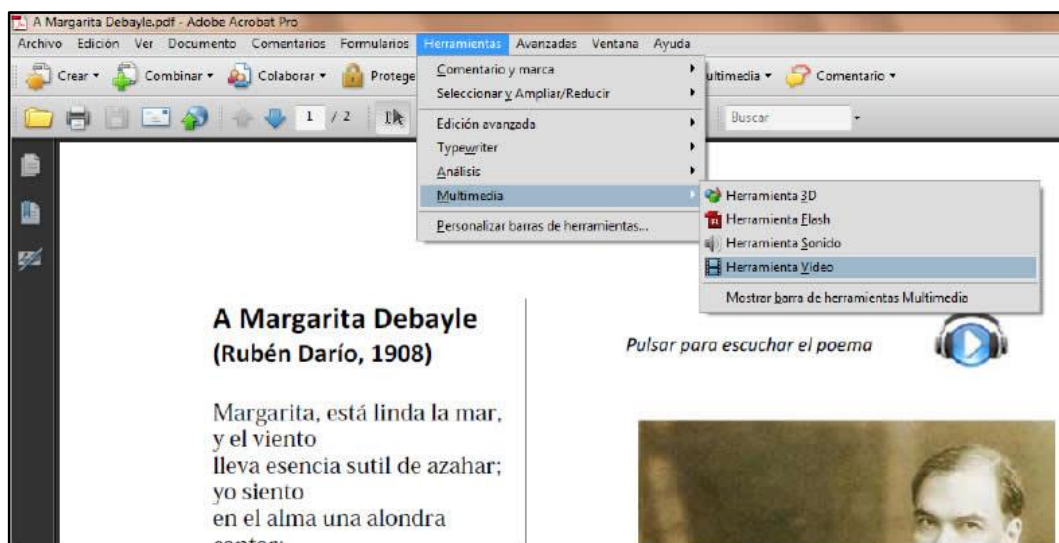 A Margarita Debayle.pdf - Adobe Acrobat Pro
Archivo Edición Ver Documento Comentarios Formularios Herramientas Avanzadas Ventana Ayuda
Crear Combinar Colaborar Protege ultimedia Comentario
1 / 2 Buscar
Comentario y marca
Seleccionar y Ampliar/Reducir
Edición avanzada
Typewriter
Análisis
Multimedia
Personalizar barras de herramientas...
Herramienta 3D
Herramienta Flash
Herramienta Sonido
Herramienta Video
Mostrar barra de herramientas Multimedia
A Margarita Debayle
(Rubén Darío, 1908)
Margarita, está linda la mar,
y el viento
lleva esencia sutil de azahar;
yo siento
en el alma una alondra
Pulsar para escuchar el poema